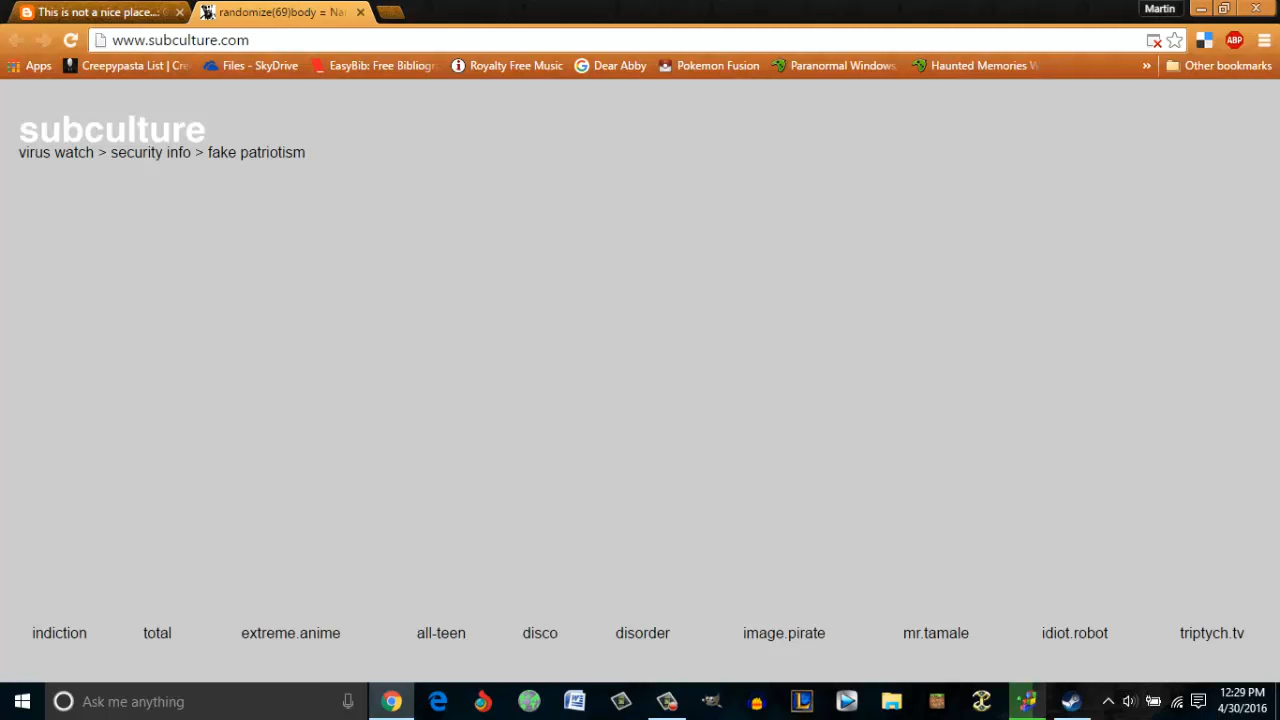 This is not a nice place...:
randomize(69)body = Na
Martin
www.subculture.com
ABP
Apps
Creepypasta List | Cre
Files - SkyDrive
EasyBib: Free Bibliogr
Royalty Free Music
Dear Abby
Pokemon Fusion
Paranormal Windows
Haunted Memories W
»
Other bookmarks
subculture
virus watch > security info > fake patriotism
indiction
total
extreme.anime
all-teen
disco
disorder
image.pirate
mr.tamale
idiot.robot
triptych.tv
Ask me anything
12:29 PM
4/30/2016